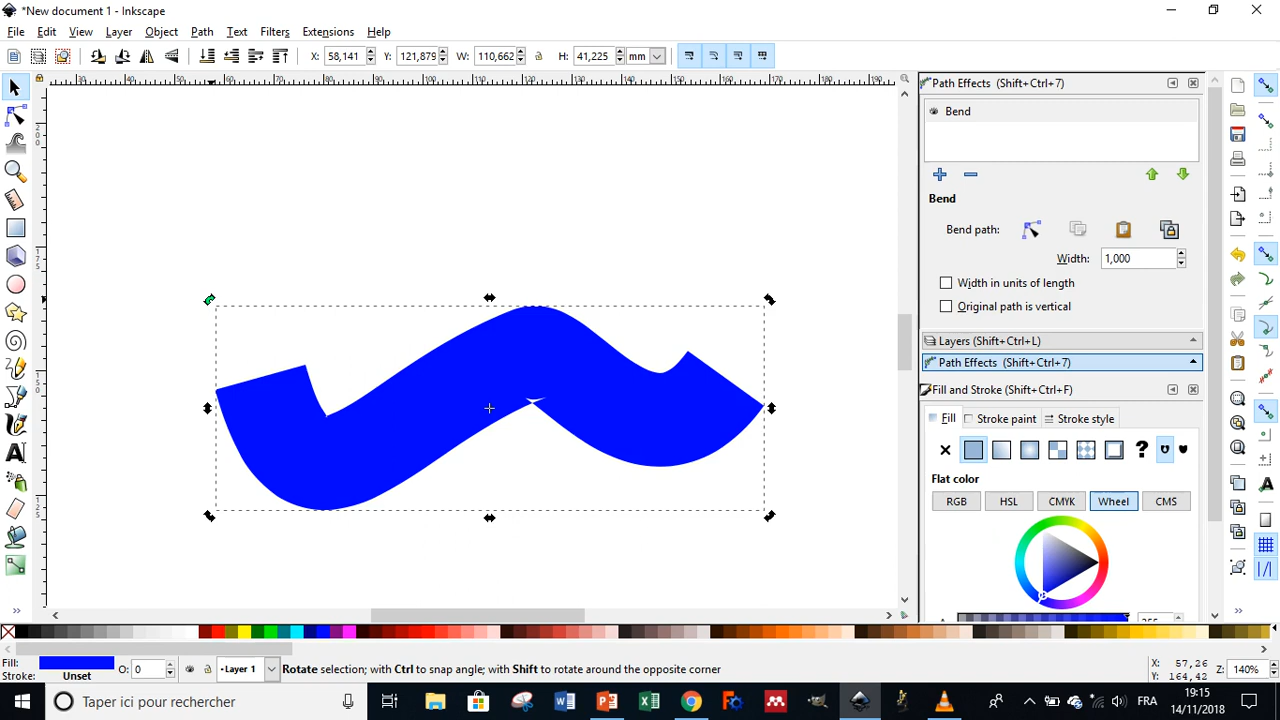 *New document 1 - Inkscape
File Edit View Layer Object Path Text Filters Extensions Help
X: 58,141 Y: 121,879 W: 110,662 H: 41,225 mm
Path Effects (Shift+Ctrl+7)
Bend
Bend
Bend path:
Width: 1,000
Width in units of length
Original path is vertical
Layers (Shift+Ctrl+L)
Path Effects (Shift+Ctrl+7)
Fill and Stroke (Shift+Ctrl+F)
Fill Stroke paint Stroke style
Flat color
RGB HSL CMYK Wheel CMS
Fill:
Stroke: Unset
O: 0
Layer 1
Rotate selection; with Ctrl to snap angle; with Shift to rotate around the opposite corner
X: 57,26
Y: 164,42
Z: 140%
Taper ici pour rechercher
FRA
19:15
14/11/2018